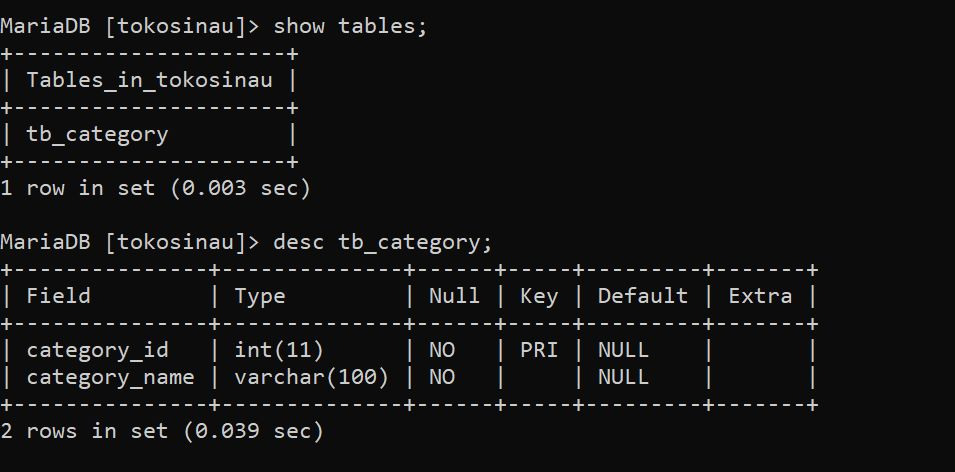 MariaDB [tokosinau]> show tables;
+---------------------+
| Tables_in_tokosinau |
+---------------------+
| tb_category         |
+---------------------+
1 row in set (0.003 sec)

MariaDB [tokosinau]> desc tb_category;
+---------------+--------------+------+-----+---------+-------+
| Field         | Type         | Null | Key | Default | Extra |
+---------------+--------------+------+-----+---------+-------+
| category_id   | int(11)      | NO   | PRI | NULL    |       |
| category_name | varchar(100) | NO   |     | NULL    |       |
+---------------+--------------+------+-----+---------+-------+
2 rows in set (0.039 sec)